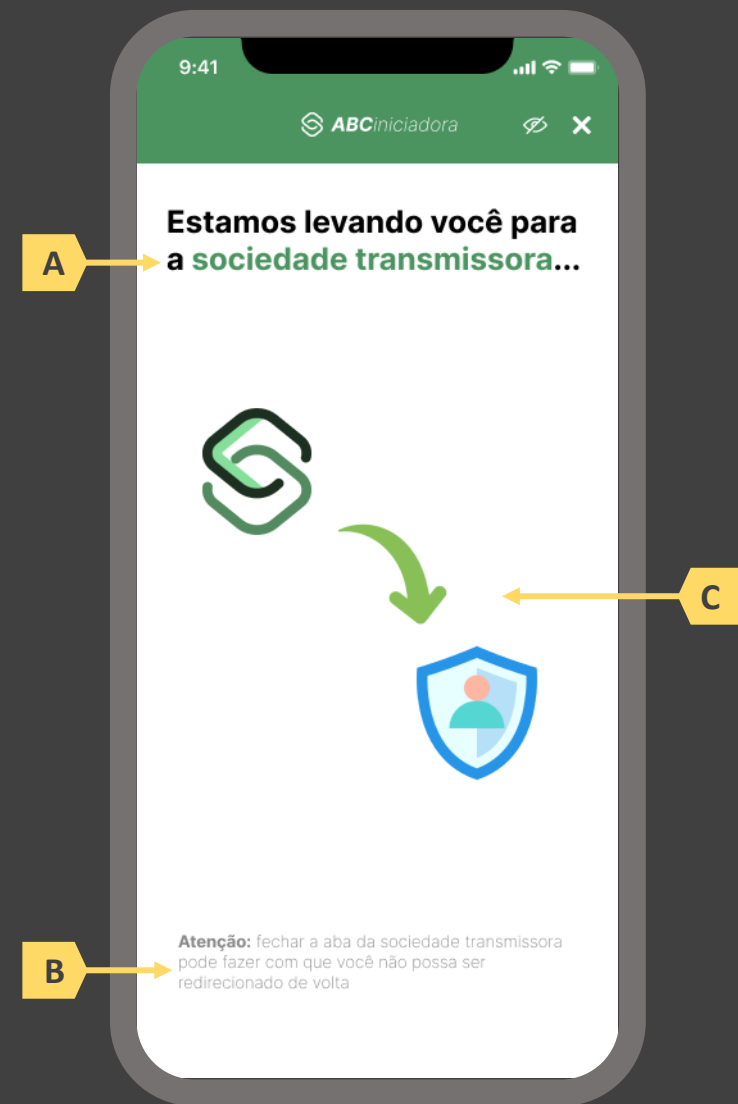 9:41
ABCiniciadora
Estamos levando você para
a sociedade transmissora...
A
C
Atenção: fechar a aba da sociedade transmissora
pode fazer com que você não possa ser
redirecionado de volta
B